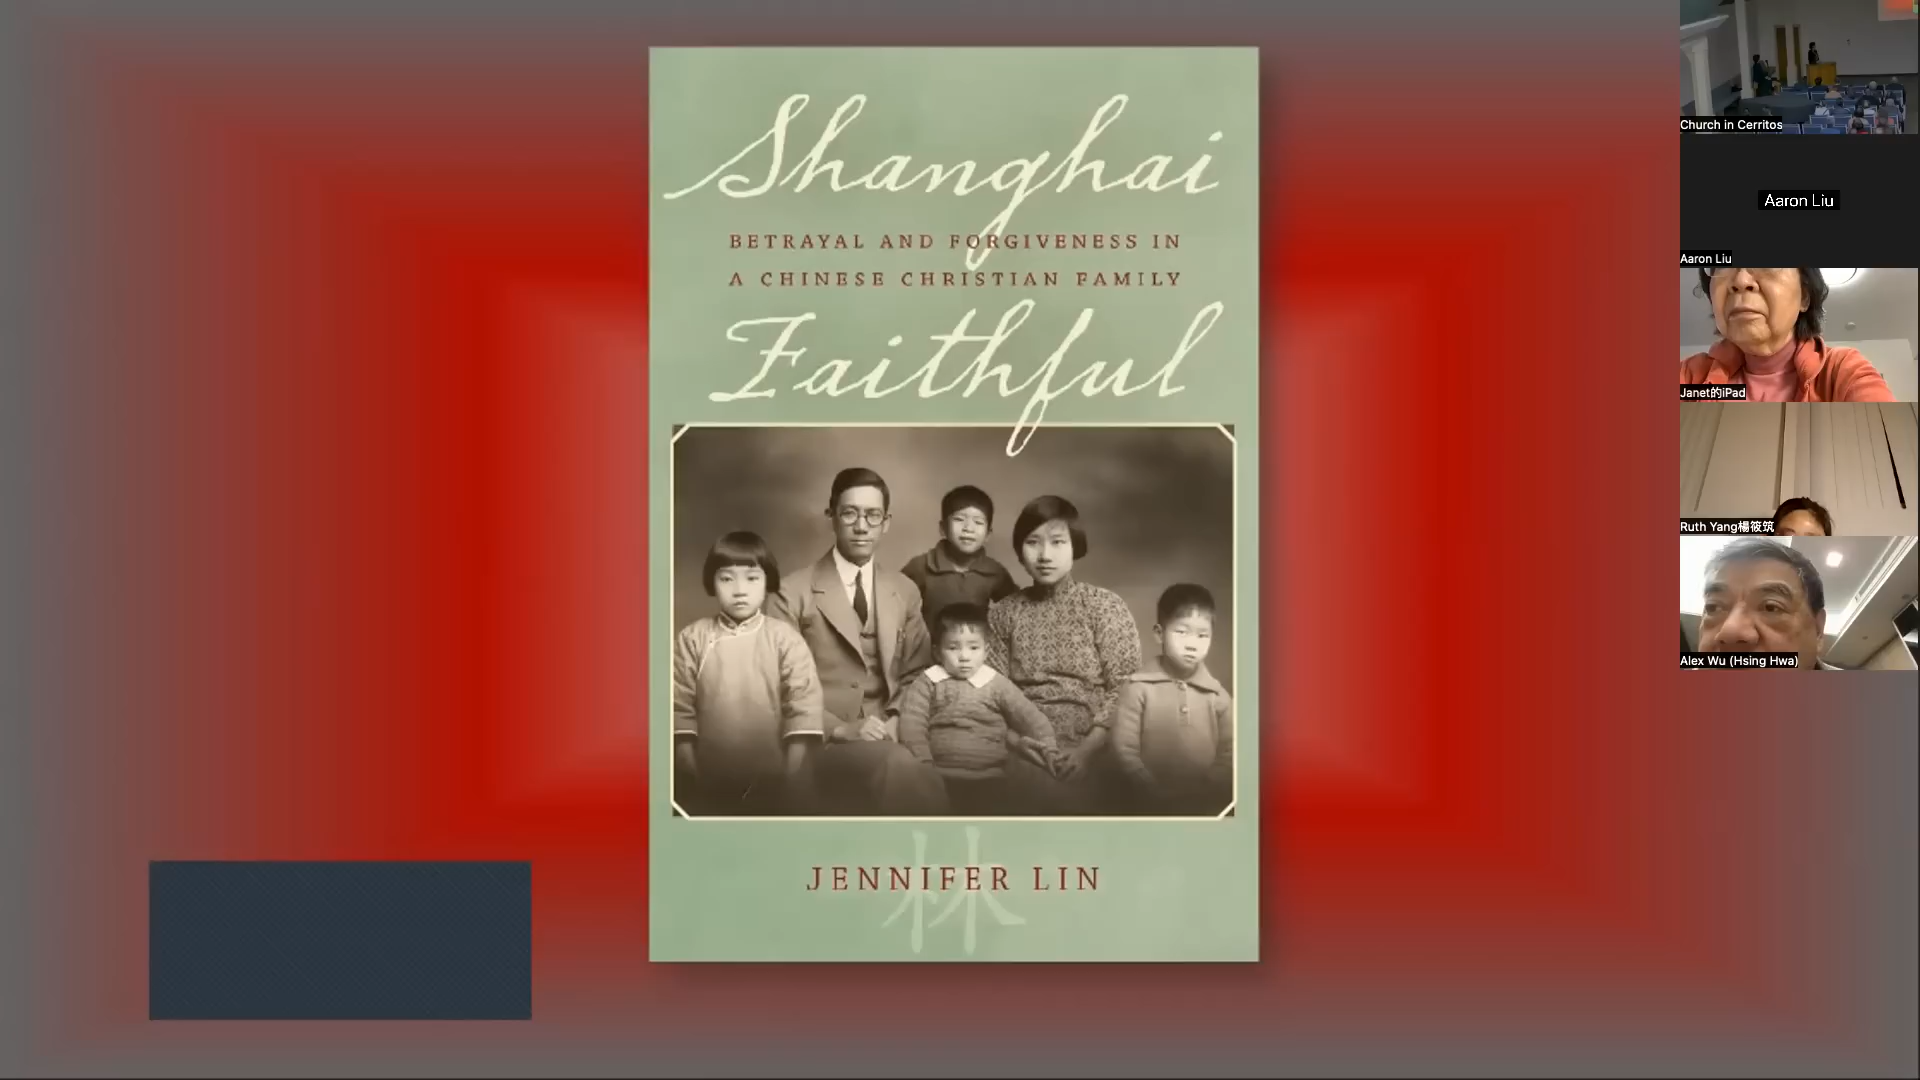 Shanghai
BETRAYAL AND FORGIVENESS IN
A CHINESE CHRISTIAN FAMILY
Faithful
JENNIFER LIN
林
Church in Cerritos
Aaron Liu
Aaron Liu
Janet的iPad
Ruth Yang楊筱筑
Alex Wu (Hsing Hwa)